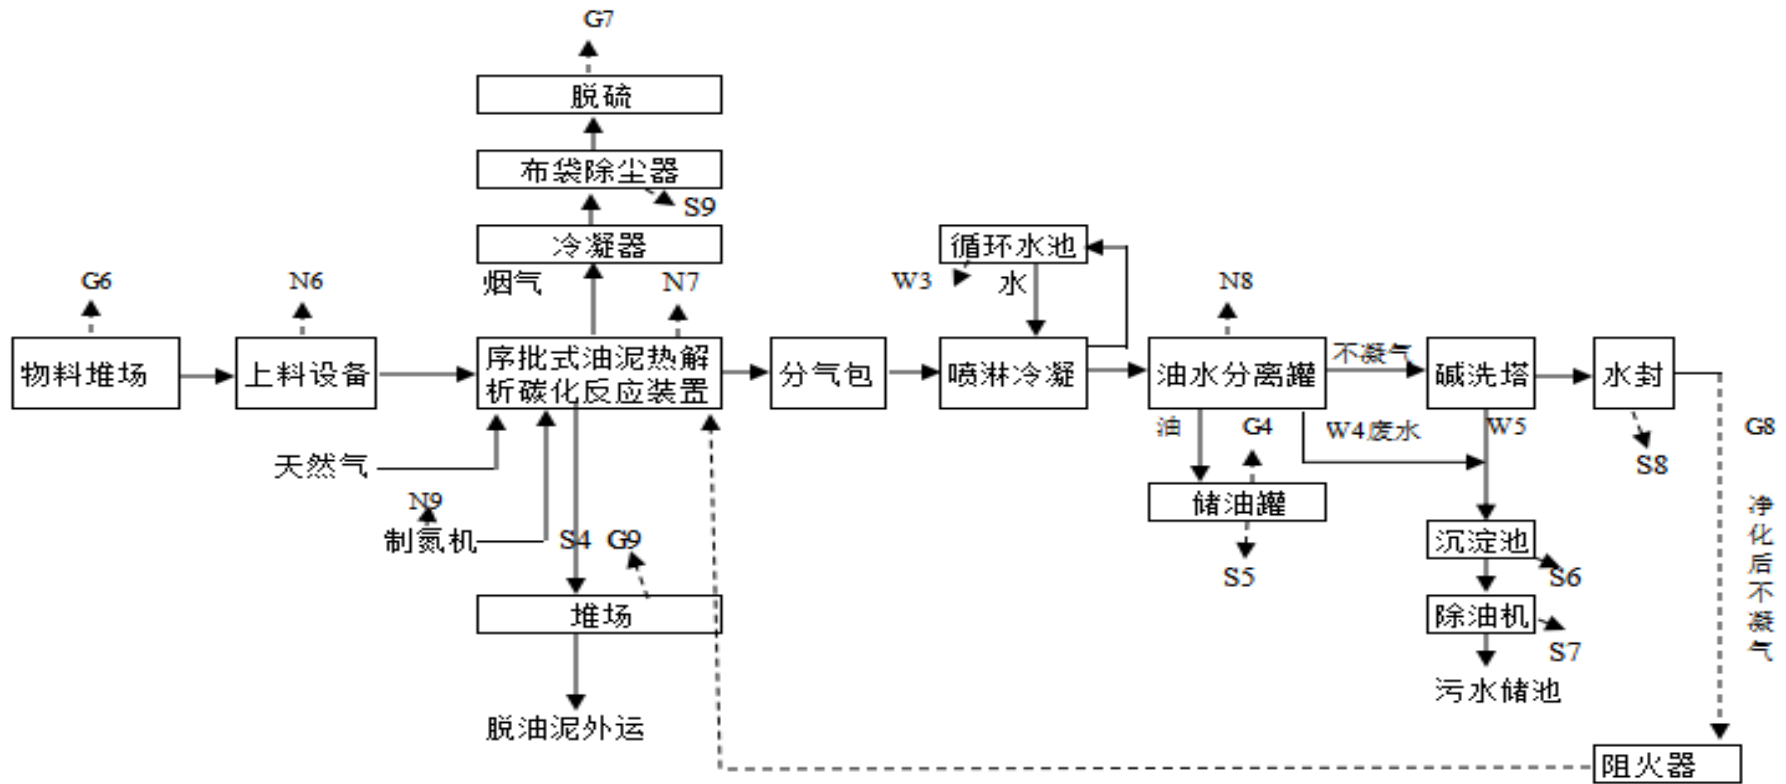 G7
脱硫
布袋除尘器
S9
冷凝器
循环水池
G6
N6
烟气
N7
W3
水
N8
物料堆场
上料设备
序批式油泥热解
析碳化反应装置
分气包
喷淋冷凝
油水分离罐
不凝气
碱洗塔
水封
油
G4
W4废水
W5
G8
天然气
S8
N9
储油罐
制氮机
S4
G9
沉淀池
S5
S6
堆场
除油机
S7
净化后不凝气
污水储池
脱油泥外运
阻火器